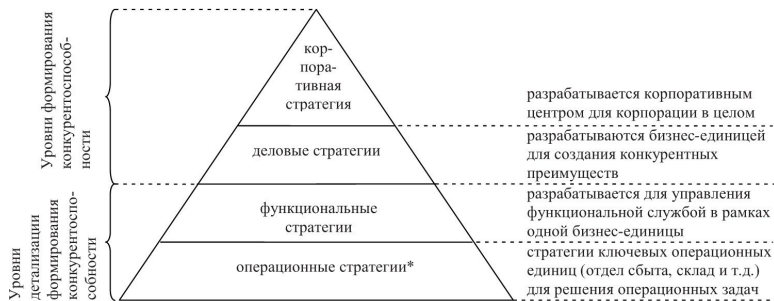 Уровни формирования
конкурентоспособ-
ности
Уровни
детализации
формирования
конкурентоспо-
собности
кор-
пора-
тивная
стратегия
деловые стратегии
функциональные
стратегии
операционные стратегии*
разрабатывается корпоративным
центром для корпорации в целом
разрабатываются бизнес-единицей
для создания конкурентных
преимуществ
разрабатывается для управления
функциональной службой в рамках
одной бизнес-единицы
стратегии ключевых операционных
единиц (отдел сбыта, склад и т.д.)
для решения операционных задач